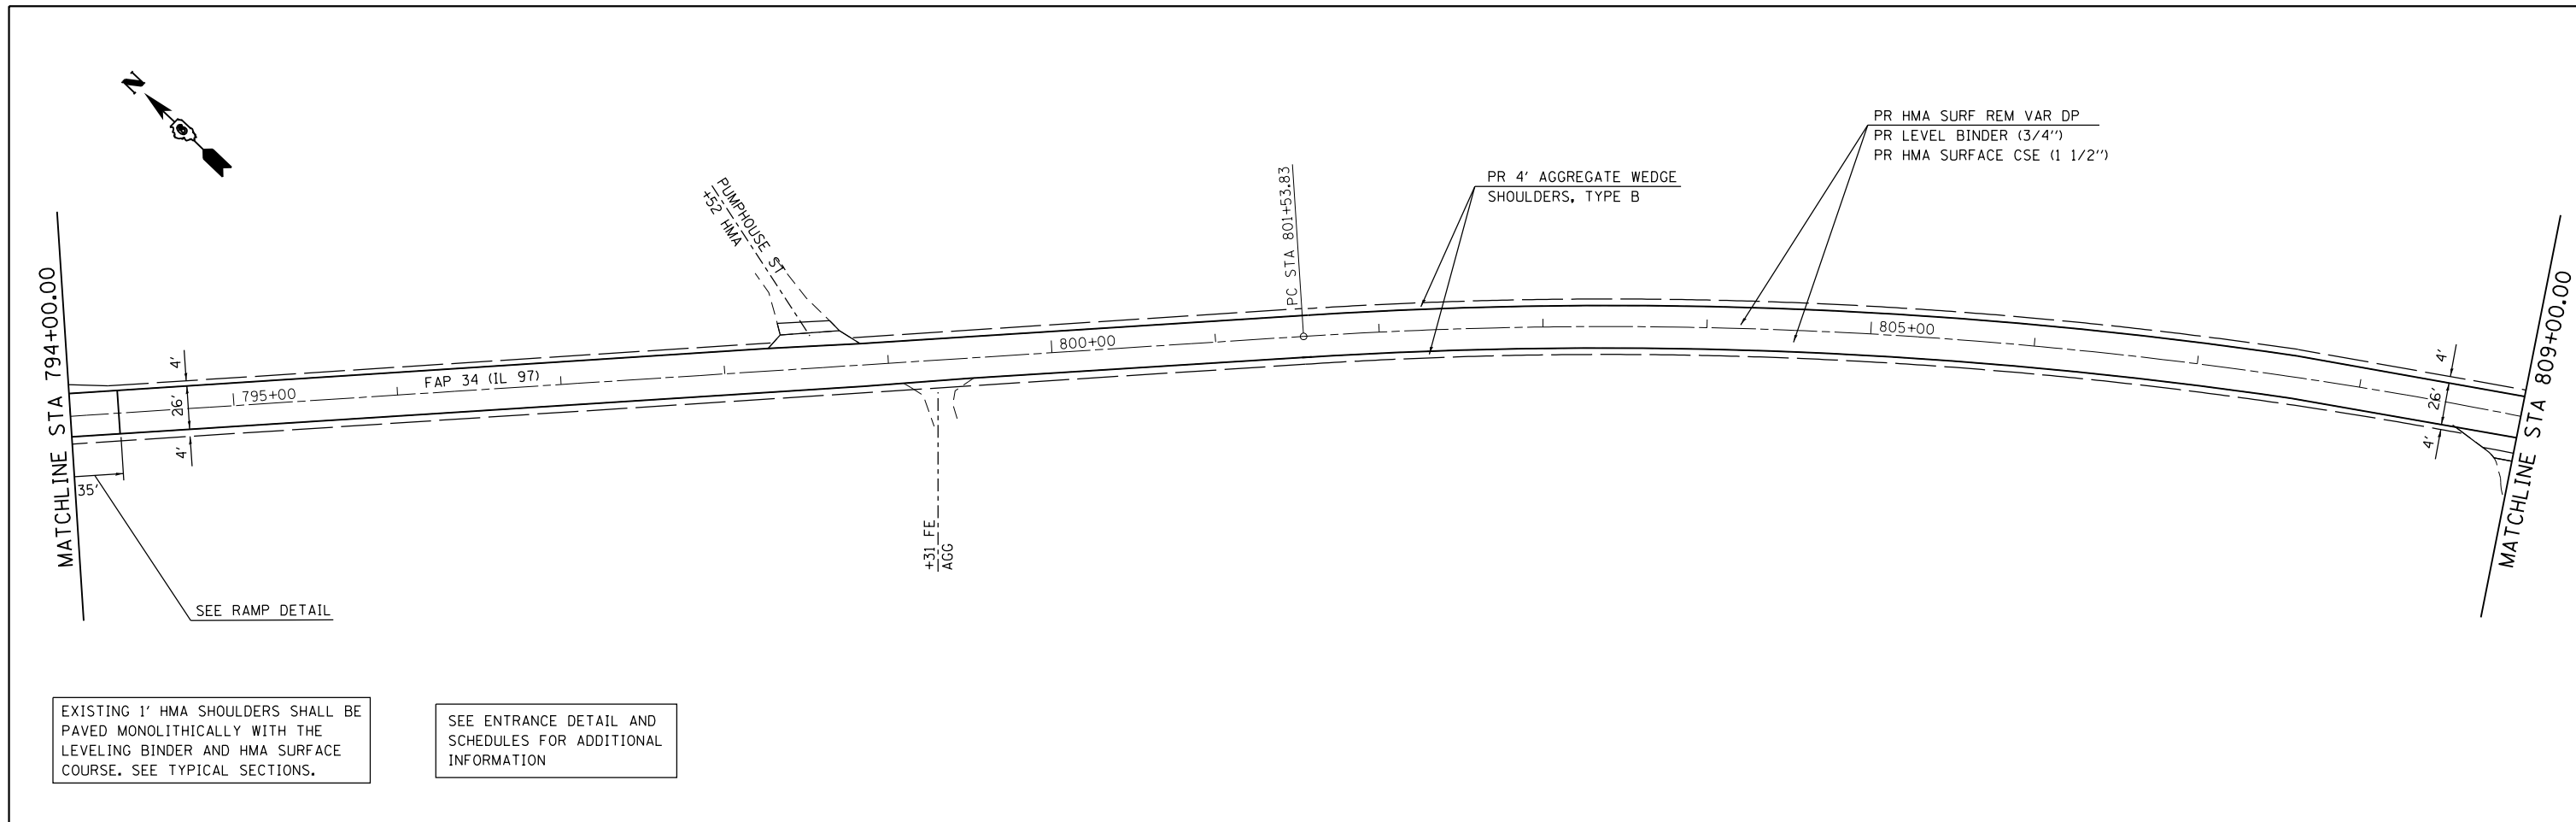 N
MATCHLINE STA 794+00.00
4'
26'
4'
35'
795+00
FAP 34 (IL 97)
SEE RAMP DETAIL
PUMPHOUSE ST
+52 HMA
+31 FE
AGG
800+00
PC STA 801+53.83
PR 4' AGGREGATE WEDGE
SHOULDERS, TYPE B
PR HMA SURF REM VAR DP
PR LEVEL BINDER (3/4'')
PR HMA SURFACE CSE (1 1/2'')
805+00
4'
26'
4'
MATCHLINE STA 809+00.00
EXISTING 1' HMA SHOULDERS SHALL BE
PAVED MONOLITHICALLY WITH THE
LEVELING BINDER AND HMA SURFACE
COURSE. SEE TYPICAL SECTIONS.
SEE ENTRANCE DETAIL AND
SCHEDULES FOR ADDITIONAL
INFORMATION